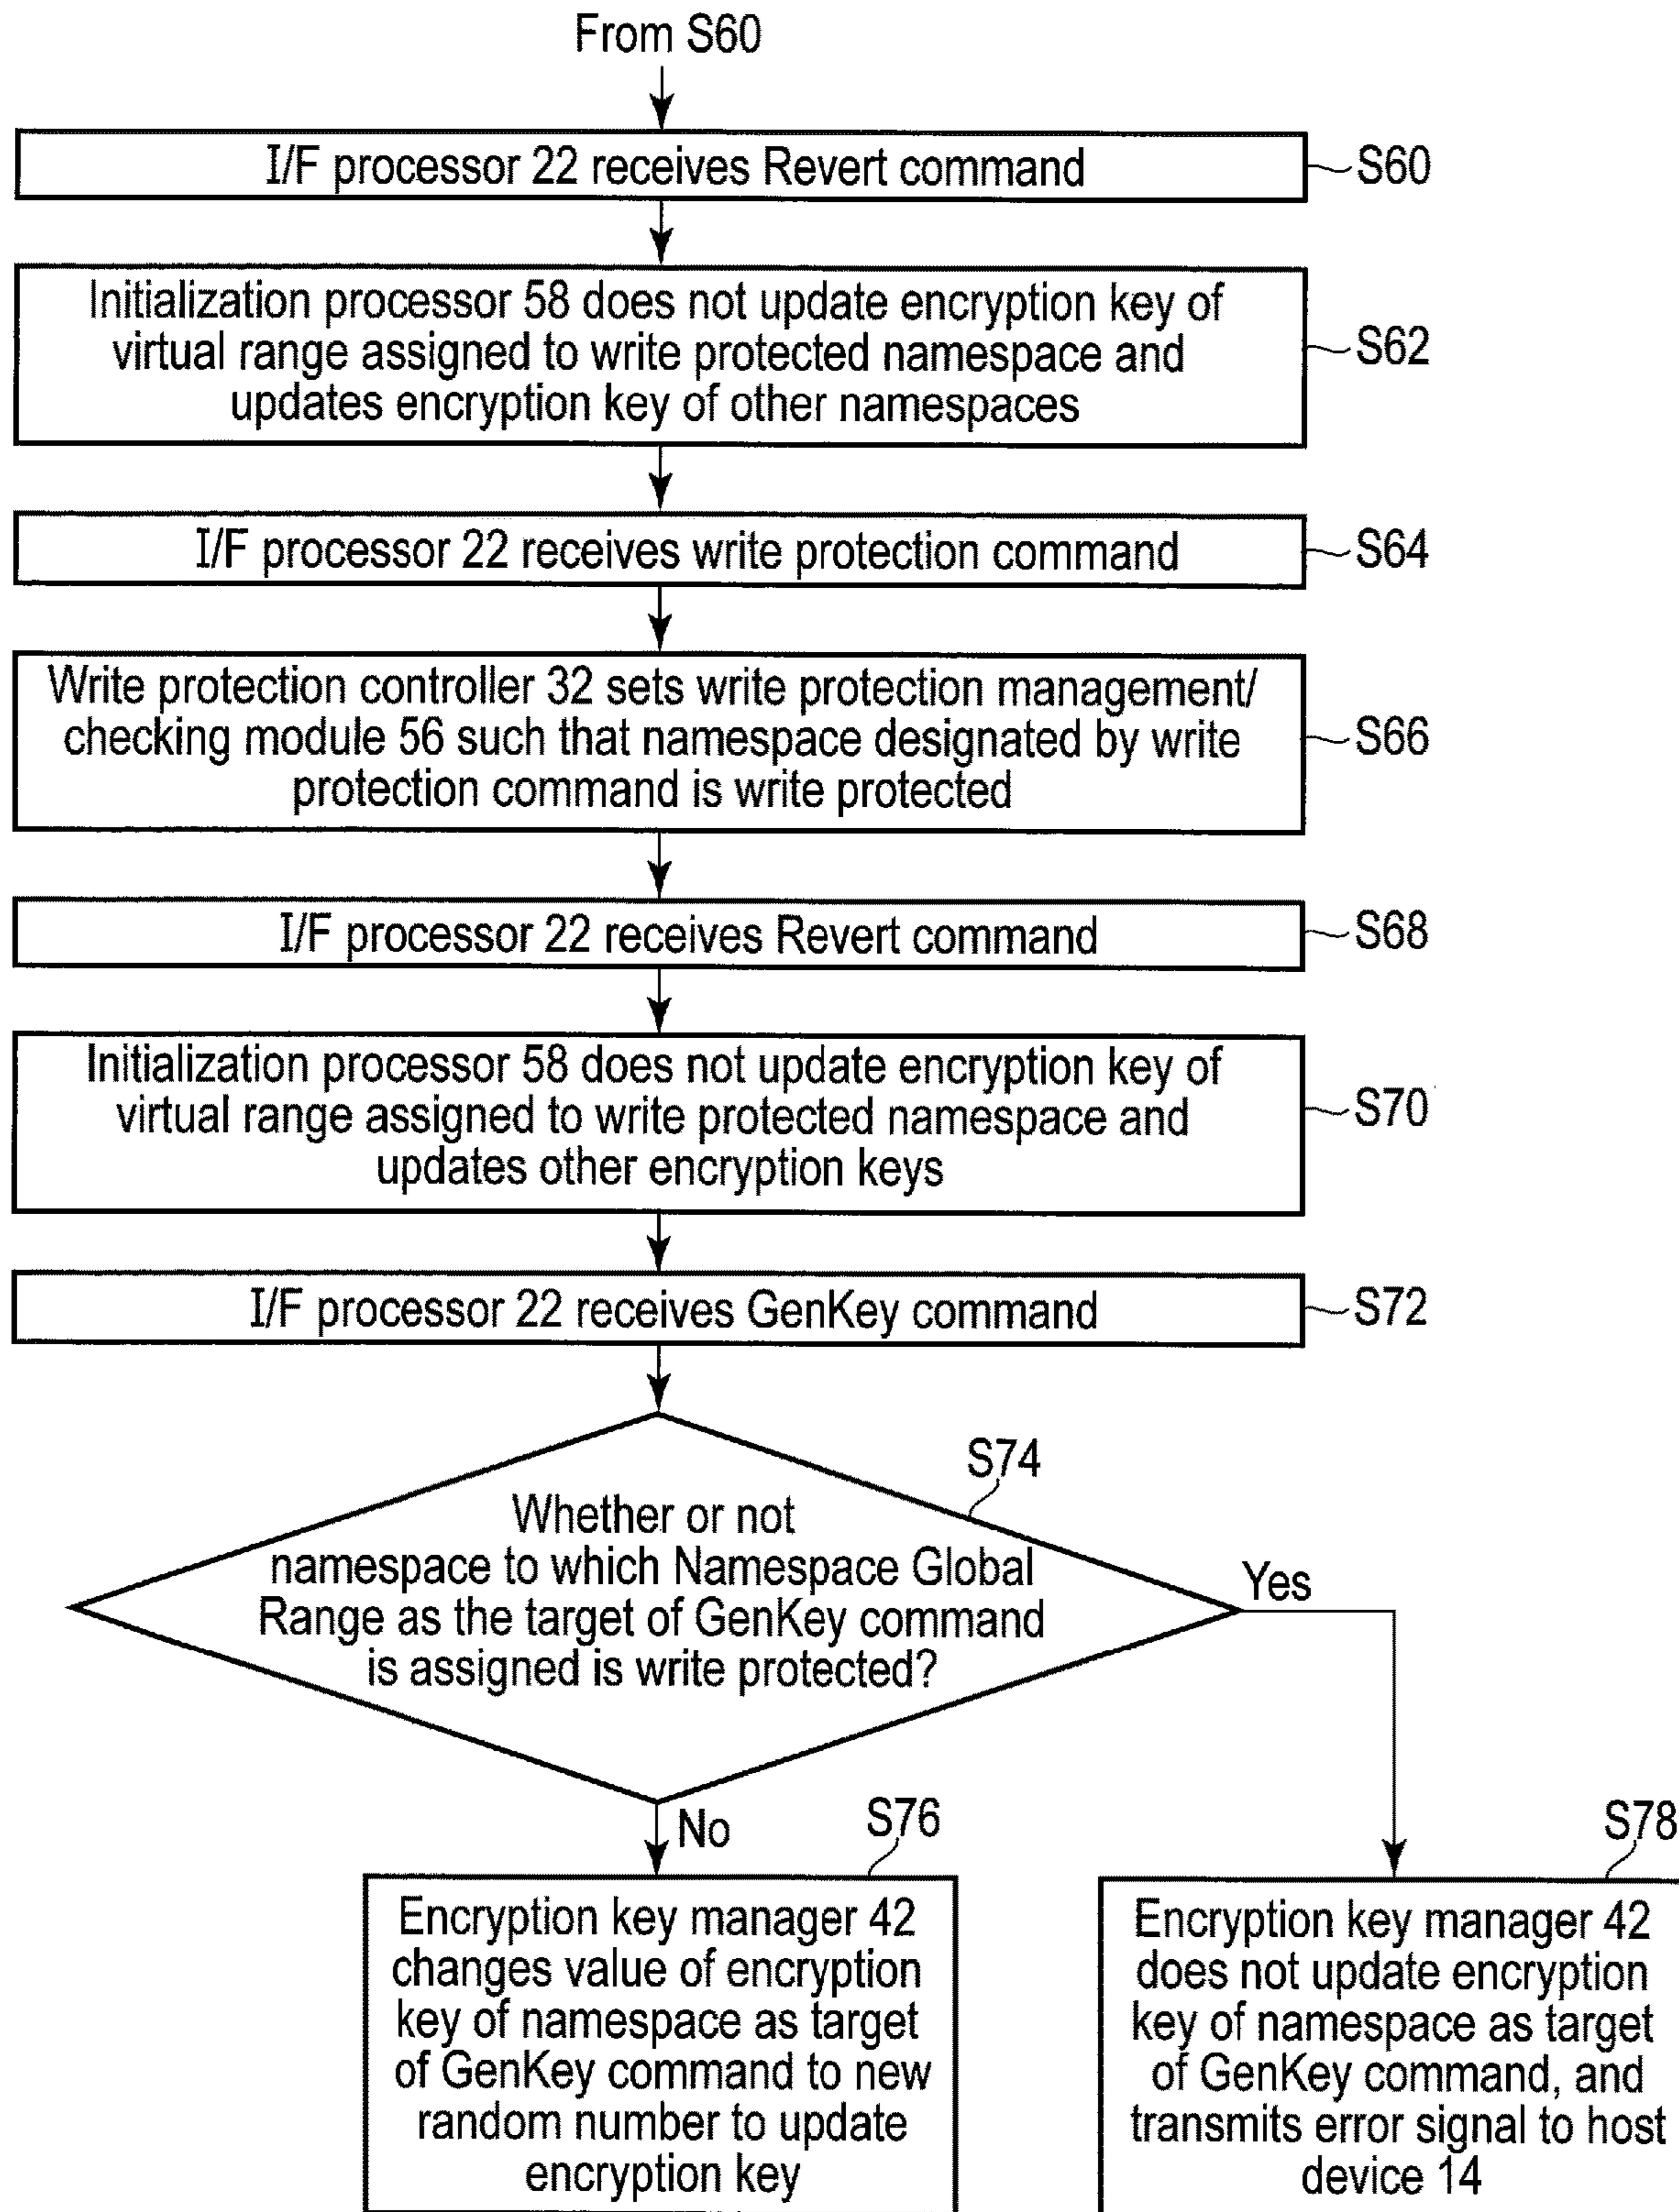 From S60
I/F processor 22 receives Revert command
S60
Initialization processor 58 does not update encryption key of
virtual range assigned to write protected namespace and
updates encryption key of other namespaces
S62
I/F processor 22 receives write protection command
S64
Write protection controller 32 sets write protection management/
checking module 56 such that namespace designated by write
protection command is write protected
S66
I/F processor 22 receives Revert command
S68
Initialization processor 58 does not update encryption key of
virtual range assigned to write protected namespace and
updates other encryption keys
S70
I/F processor 22 receives GenKey command
S72
S74
Whether or not
namespace to which Namespace Global
Range as the target of GenKey command
is assigned is write protected?
Yes
No
S76
Encryption key manager 42
changes value of encryption
key of namespace as target
of GenKey command to new
random number to update
encryption key
S78
Encryption key manager 42
does not update encryption
key of namespace as target
of GenKey command, and
transmits error signal to host
device 14